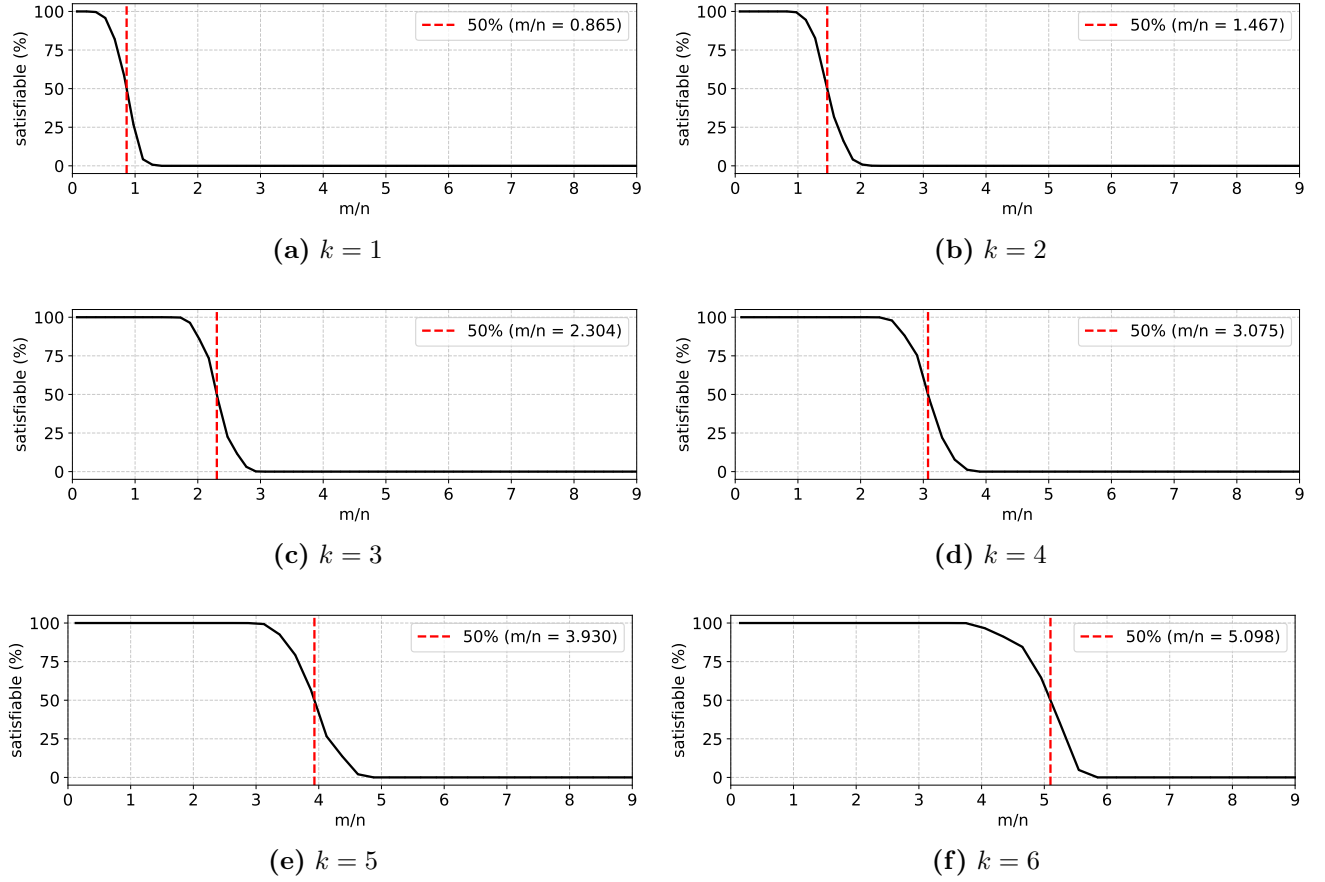 100
75
50
25
0
satisfiable (%)
50% (m/n = 0.865)
0 1 2 3 4 5 6 7 8 9
m/n
(a) k = 1
100
75
50
25
0
satisfiable (%)
50% (m/n = 1.467)
0 1 2 3 4 5 6 7 8 9
m/n
(b) k = 2
100
75
50
25
0
satisfiable (%)
50% (m/n = 2.304)
0 1 2 3 4 5 6 7 8 9
m/n
(c) k = 3
100
75
50
25
0
satisfiable (%)
50% (m/n = 3.075)
0 1 2 3 4 5 6 7 8 9
m/n
(d) k = 4
100
75
50
25
0
satisfiable (%)
50% (m/n = 3.930)
0 1 2 3 4 5 6 7 8 9
m/n
(e) k = 5
100
75
50
25
0
satisfiable (%)
50% (m/n = 5.098)
0 1 2 3 4 5 6 7 8 9
m/n
(f) k = 6